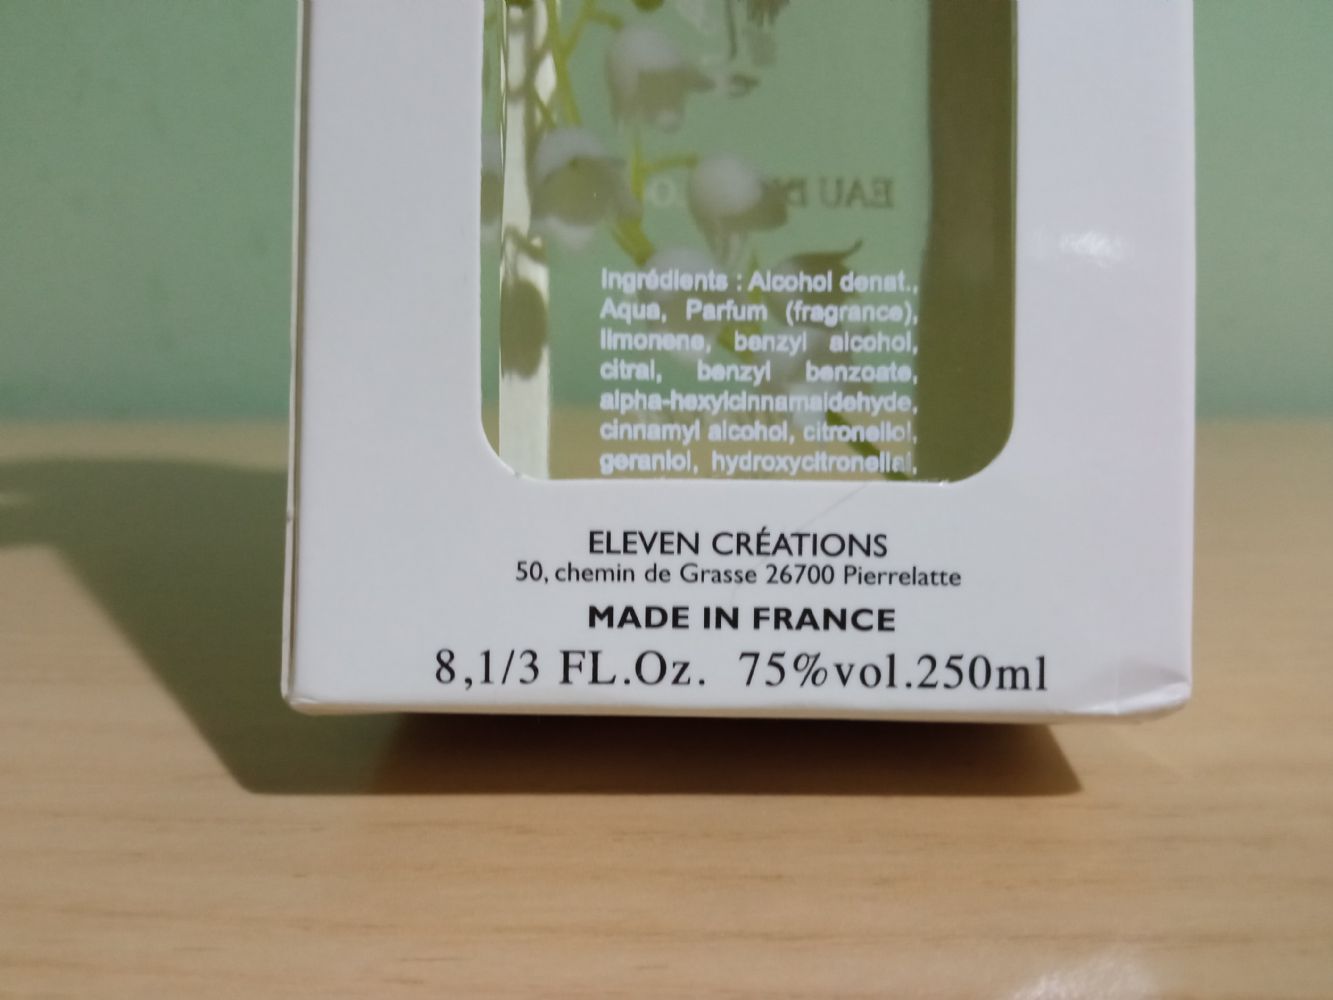 EAU D
Ingrédients : Alcohol denat.,
Aqua, Parfum (fragrance),
limonene, benzyl alcohol,
citral, benzyl benzoate,
alpha-hexylcinnamaldehyde,
cinnamyl alcohol, citronellol,
geraniol, hydroxycitronellal,
ELEVEN CRÉATIONS
50, chemin de Grasse 26700 Pierrelatte
MADE IN FRANCE
8,1/3 FL.Oz. 75%vol.250ml